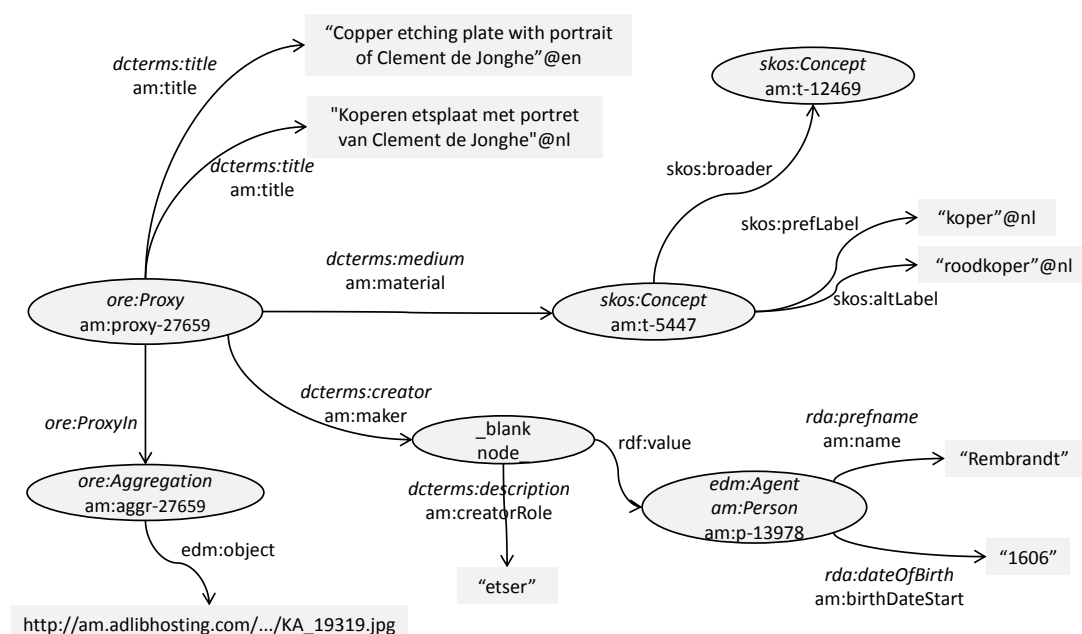 “Copper etching plate with portrait
of Clement de Jonghe”@en
dcterms:title
am:title
"Koperen etsplaat met portret
van Clement de Jonghe"@nl
dcterms:title
am:title
skos:Concept
am:t-12469
skos:broader
skos:prefLabel
“koper”@nl
“roodkoper”@nl
skos:altLabel
dcterms:medium
am:material
ore:Proxy
am:proxy-27659
skos:Concept
am:t-5447
ore:ProxyIn
dcterms:creator
am:maker
_blank
node_
rdf:value
rda:prefname
am:name
“Rembrandt”
ore:Aggregation
am:aggr-27659
dcterms:description
am:creatorRole
edm:Agent
am:Person
am:p-13978
edm:object
“etser”
“1606”
rda:dateOfBirth
am:birthDateStart
http://am.adlibhosting.com/.../KA_19319.jpg